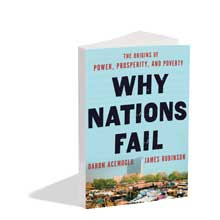 THE ORIGINS OF
POWER, PROSPERITY, AND POVERTY
WHY
NATIONS
FAIL
DARON ACEMOGLU JAMES ROBINSON